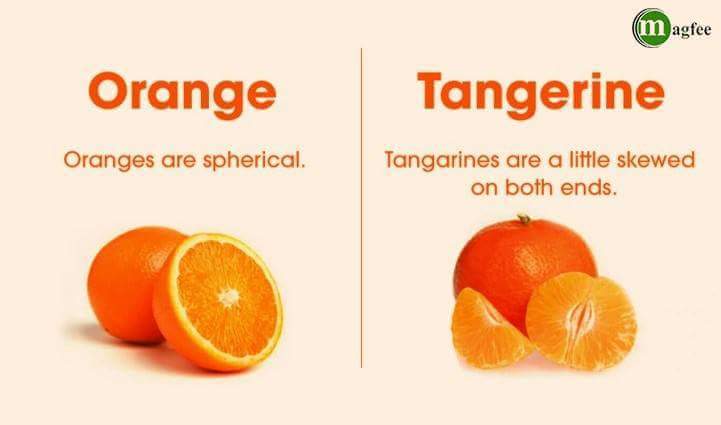 magfee
Orange
Oranges are spherical.
Tangerine
Tangarines are a little skewed
on both ends.